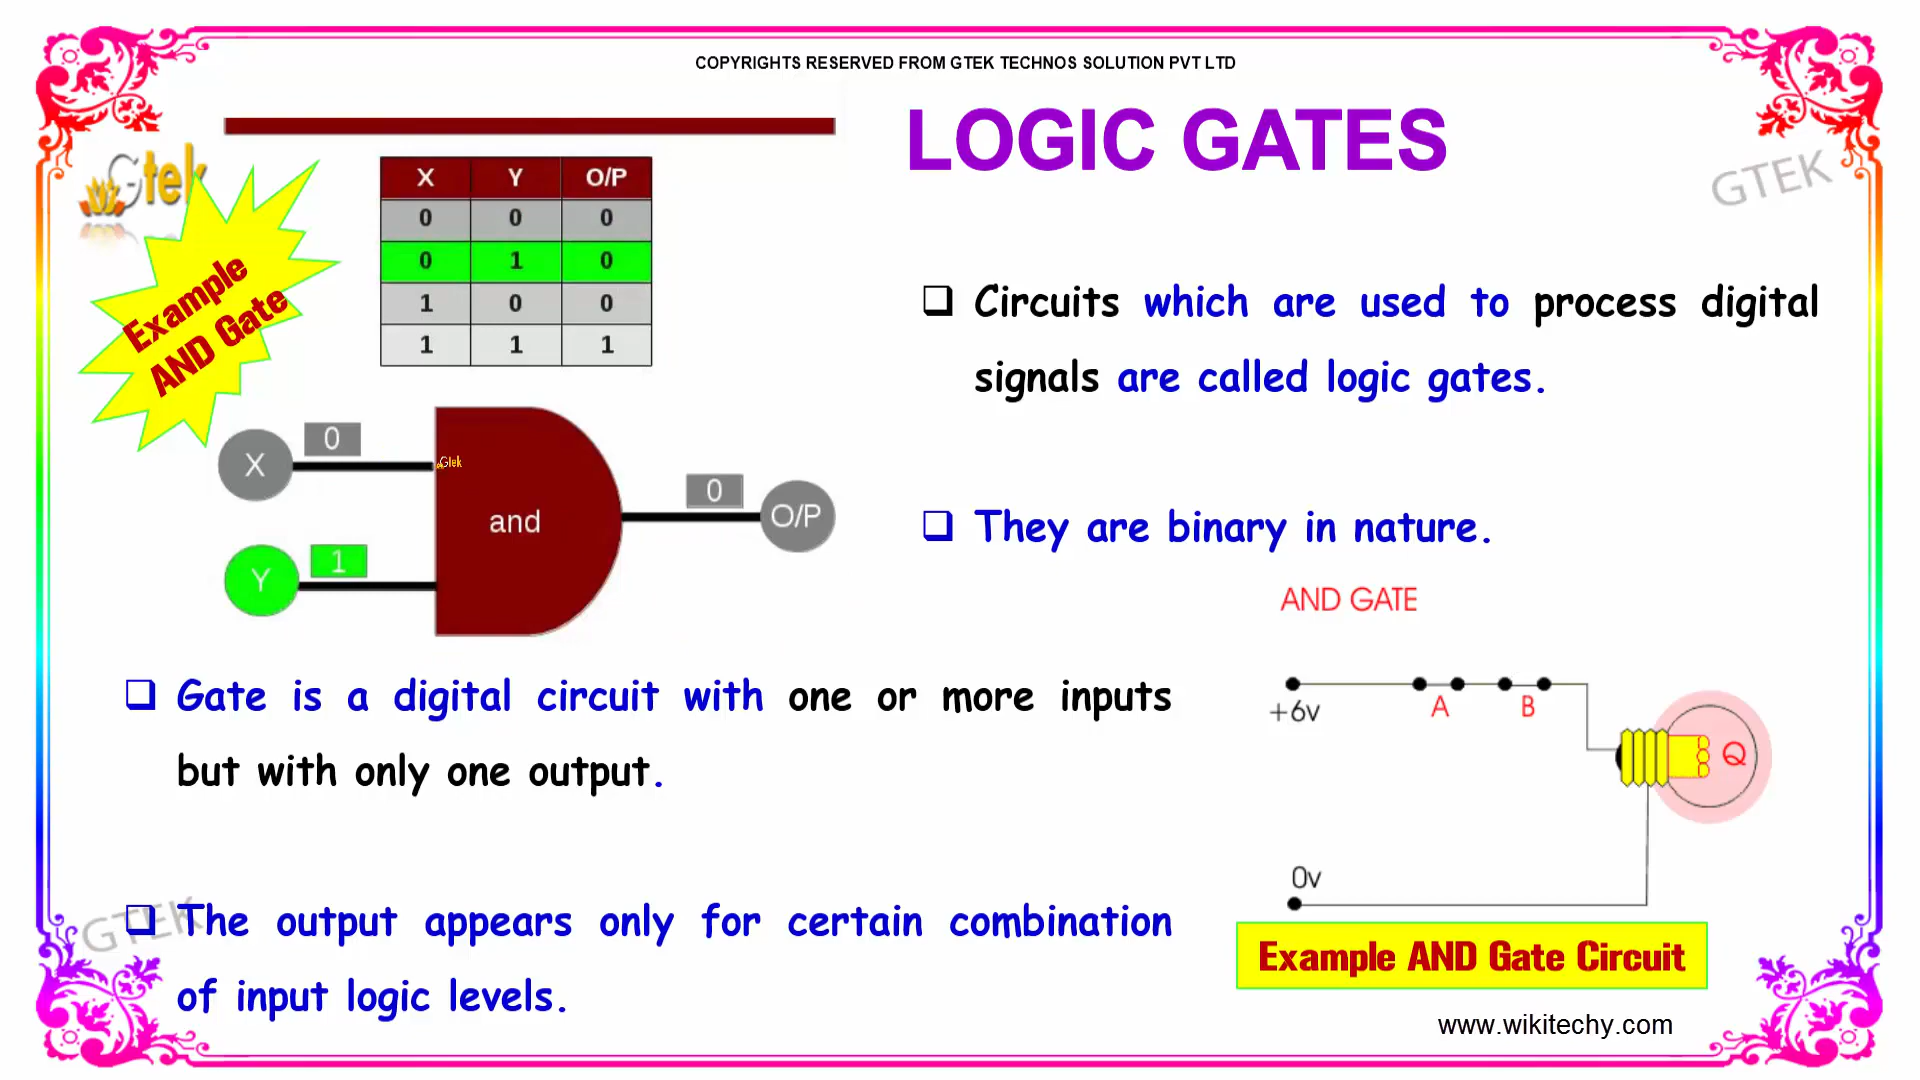 COPYRIGHTS RESERVED FROM GTEK TECHNOS SOLUTION PVT LTD
LOGIC GATES
Gtek
GTEK
Example
AND Gate
X Y O/P
0 0 0
0 1 0
1 0 0
1 1 1
X 0
Gtek
and
0 O/P
Y 1
Circuits which are used to process digital
signals are called logic gates.
They are binary in nature.
Gate is a digital circuit with one or more inputs
but with only one output.
GTEK
The output appears only for certain combination
of input logic levels.
AND GATE
+6v A B
Q
0v
Example AND Gate Circuit
www.wikitechy.com